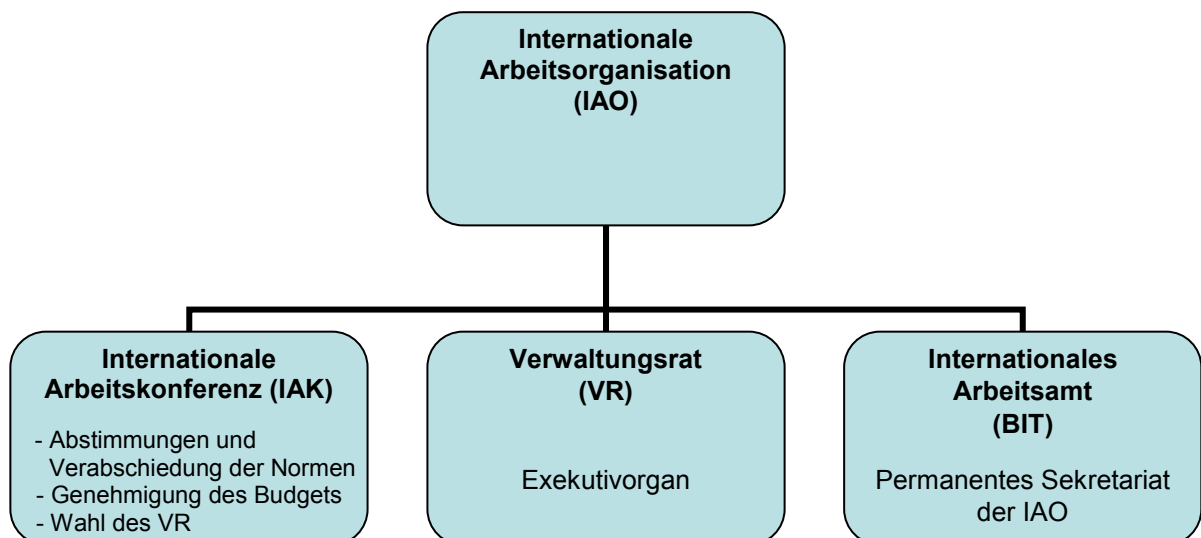 Internationale
Arbeitsorganisation
(IAO)
Internationale
Arbeitskonferenz (IAK)
- Abstimmungen und
Verabschiedung der Normen
- Genehmigung des Budgets
- Wahl des VR
Verwaltungsrat
(VR)
Exekutivorgan
Internationales
Arbeitsamt
(BIT)
Permanentes Sekretariat
der IAO